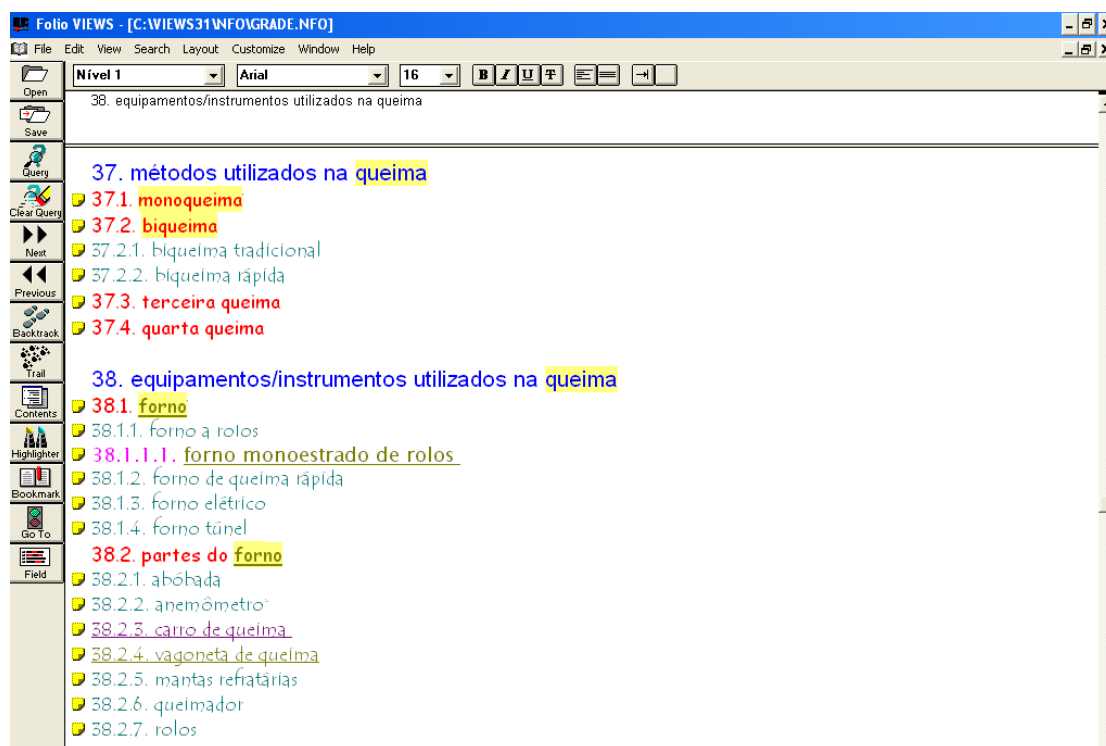 Folio VIEWS - [C:\VIEWS31\NFO\GRADE.NFO]
File Edit View Search Layout Customize Window Help
Nível 1 Arial 16 B I U T
Open
Save
Query
Clear Query
Next
Previous
Backtrack
Trail
Contents
Highlighter
Bookmark
Go To
Field
38. equipamentos/instrumentos utilizados na queima
37. métodos utilizados na queima
37.1. monoqueima
37.2. biqueima
37.2.1. biqueima tradicional
37.2.2. biqueima rápida
37.3. terceira queima
37.4. quarta queima
38. equipamentos/instrumentos utilizados na queima
38.1. forno
38.1.1. forno a rolos
38.1.1.1. forno monoestrado de rolos
38.1.2. forno de queima rápida
38.1.3. forno elétrico
38.1.4. forno túnel
38.2. partes do forno
38.2.1. abóbada
38.2.2. anemômetro
38.2.3. carro de queima
38.2.4. vagoneta de queima
38.2.5. mantas refratárias
38.2.6. queimador
38.2.7. rolos